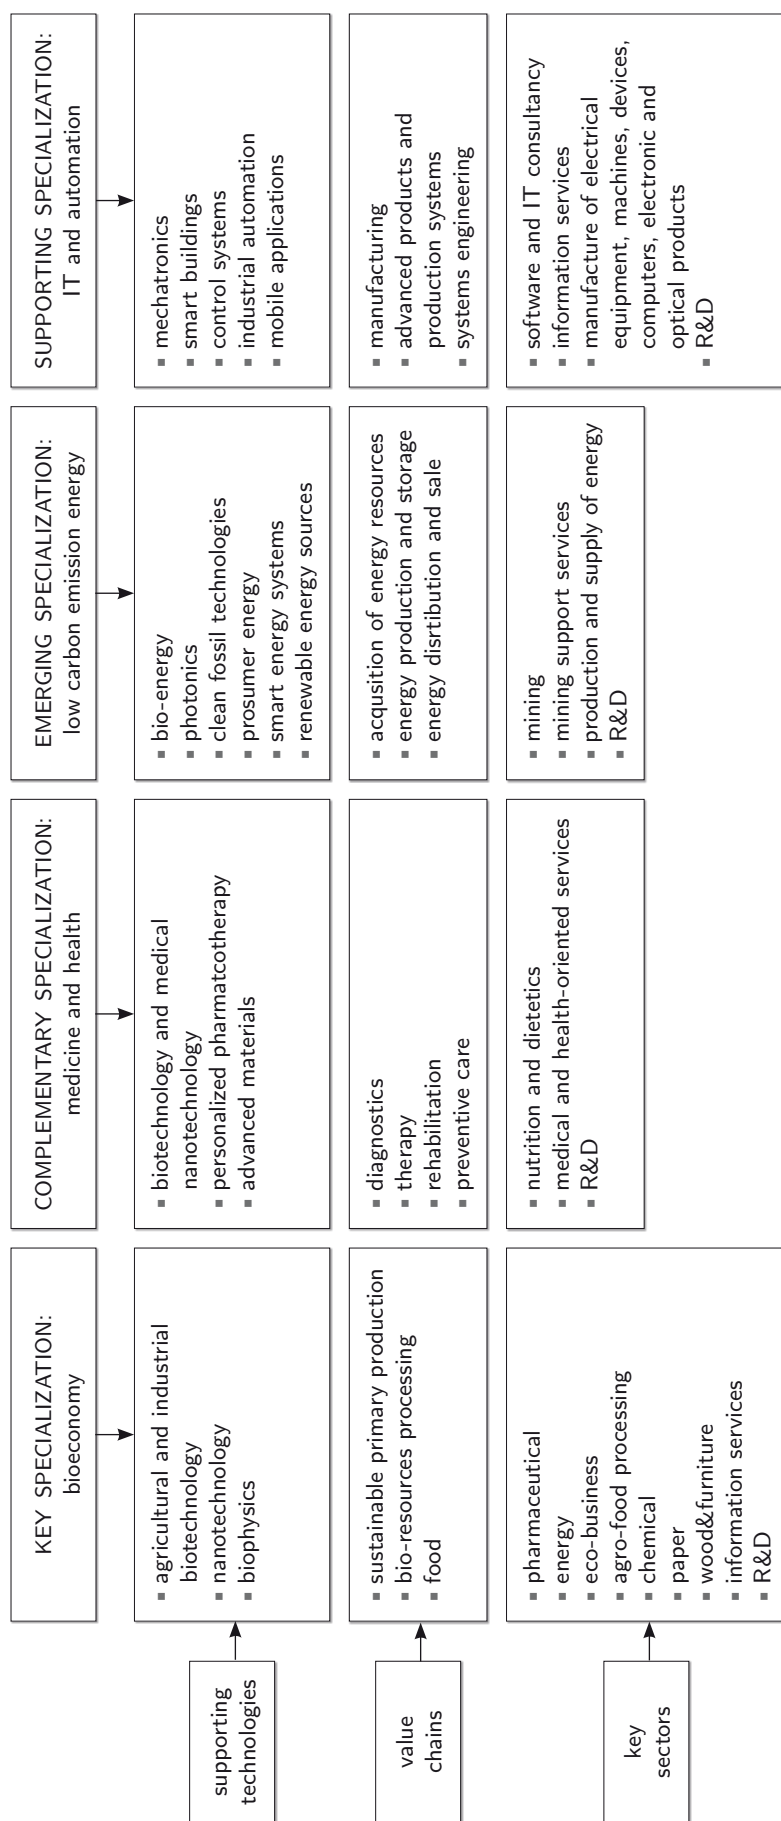 KEY SPECIALIZATION:
bioeconomy
COMPLEMENTARY SPECIALIZATION:
medicine and health
EMERGING SPECIALIZATION:
low carbon emission energy
SUPPORTING SPECIALIZATION:
IT and automation
supporting
technologies
▪ agricultural and industrial
biotechnology
▪ nanotechnology
▪ biophysics
▪ biotechnology and medical
nanotechnology
▪ personalized pharmatcotherapy
▪ advanced materials
▪ bio-energy
▪ photonics
▪ clean fossil technologies
▪ prosumer energy
▪ smart energy systems
▪ renewable energy sources
▪ mechatronics
▪ smart buildings
▪ control systems
▪ industrial automation
▪ mobile applications
value
chains
▪ sustainable primary production
▪ bio-resources processing
▪ food
▪ diagnostics
▪ therapy
▪ rehabilitation
▪ preventive care
▪ acqusition of energy resources
▪ energy production and storage
▪ energy disrtibution and sale
▪ manufacturing
▪ advanced products and
production systems
▪ systems engineering
key
sectors
▪ pharmaceutical
▪ energy
▪ eco-business
▪ agro-food processing
▪ chemical
▪ paper
▪ wood&furniture
▪ information services
▪ R&D
▪ nutrition and dietetics
▪ medical and health-oriented services
▪ R&D
▪ mining
▪ mining support services
▪ production and supply of energy
▪ R&D
▪ software and IT consultancy
▪ information services
▪ manufacture of electrical
equipment, machines, devices,
computers, electronic and
optical products
▪ R&D